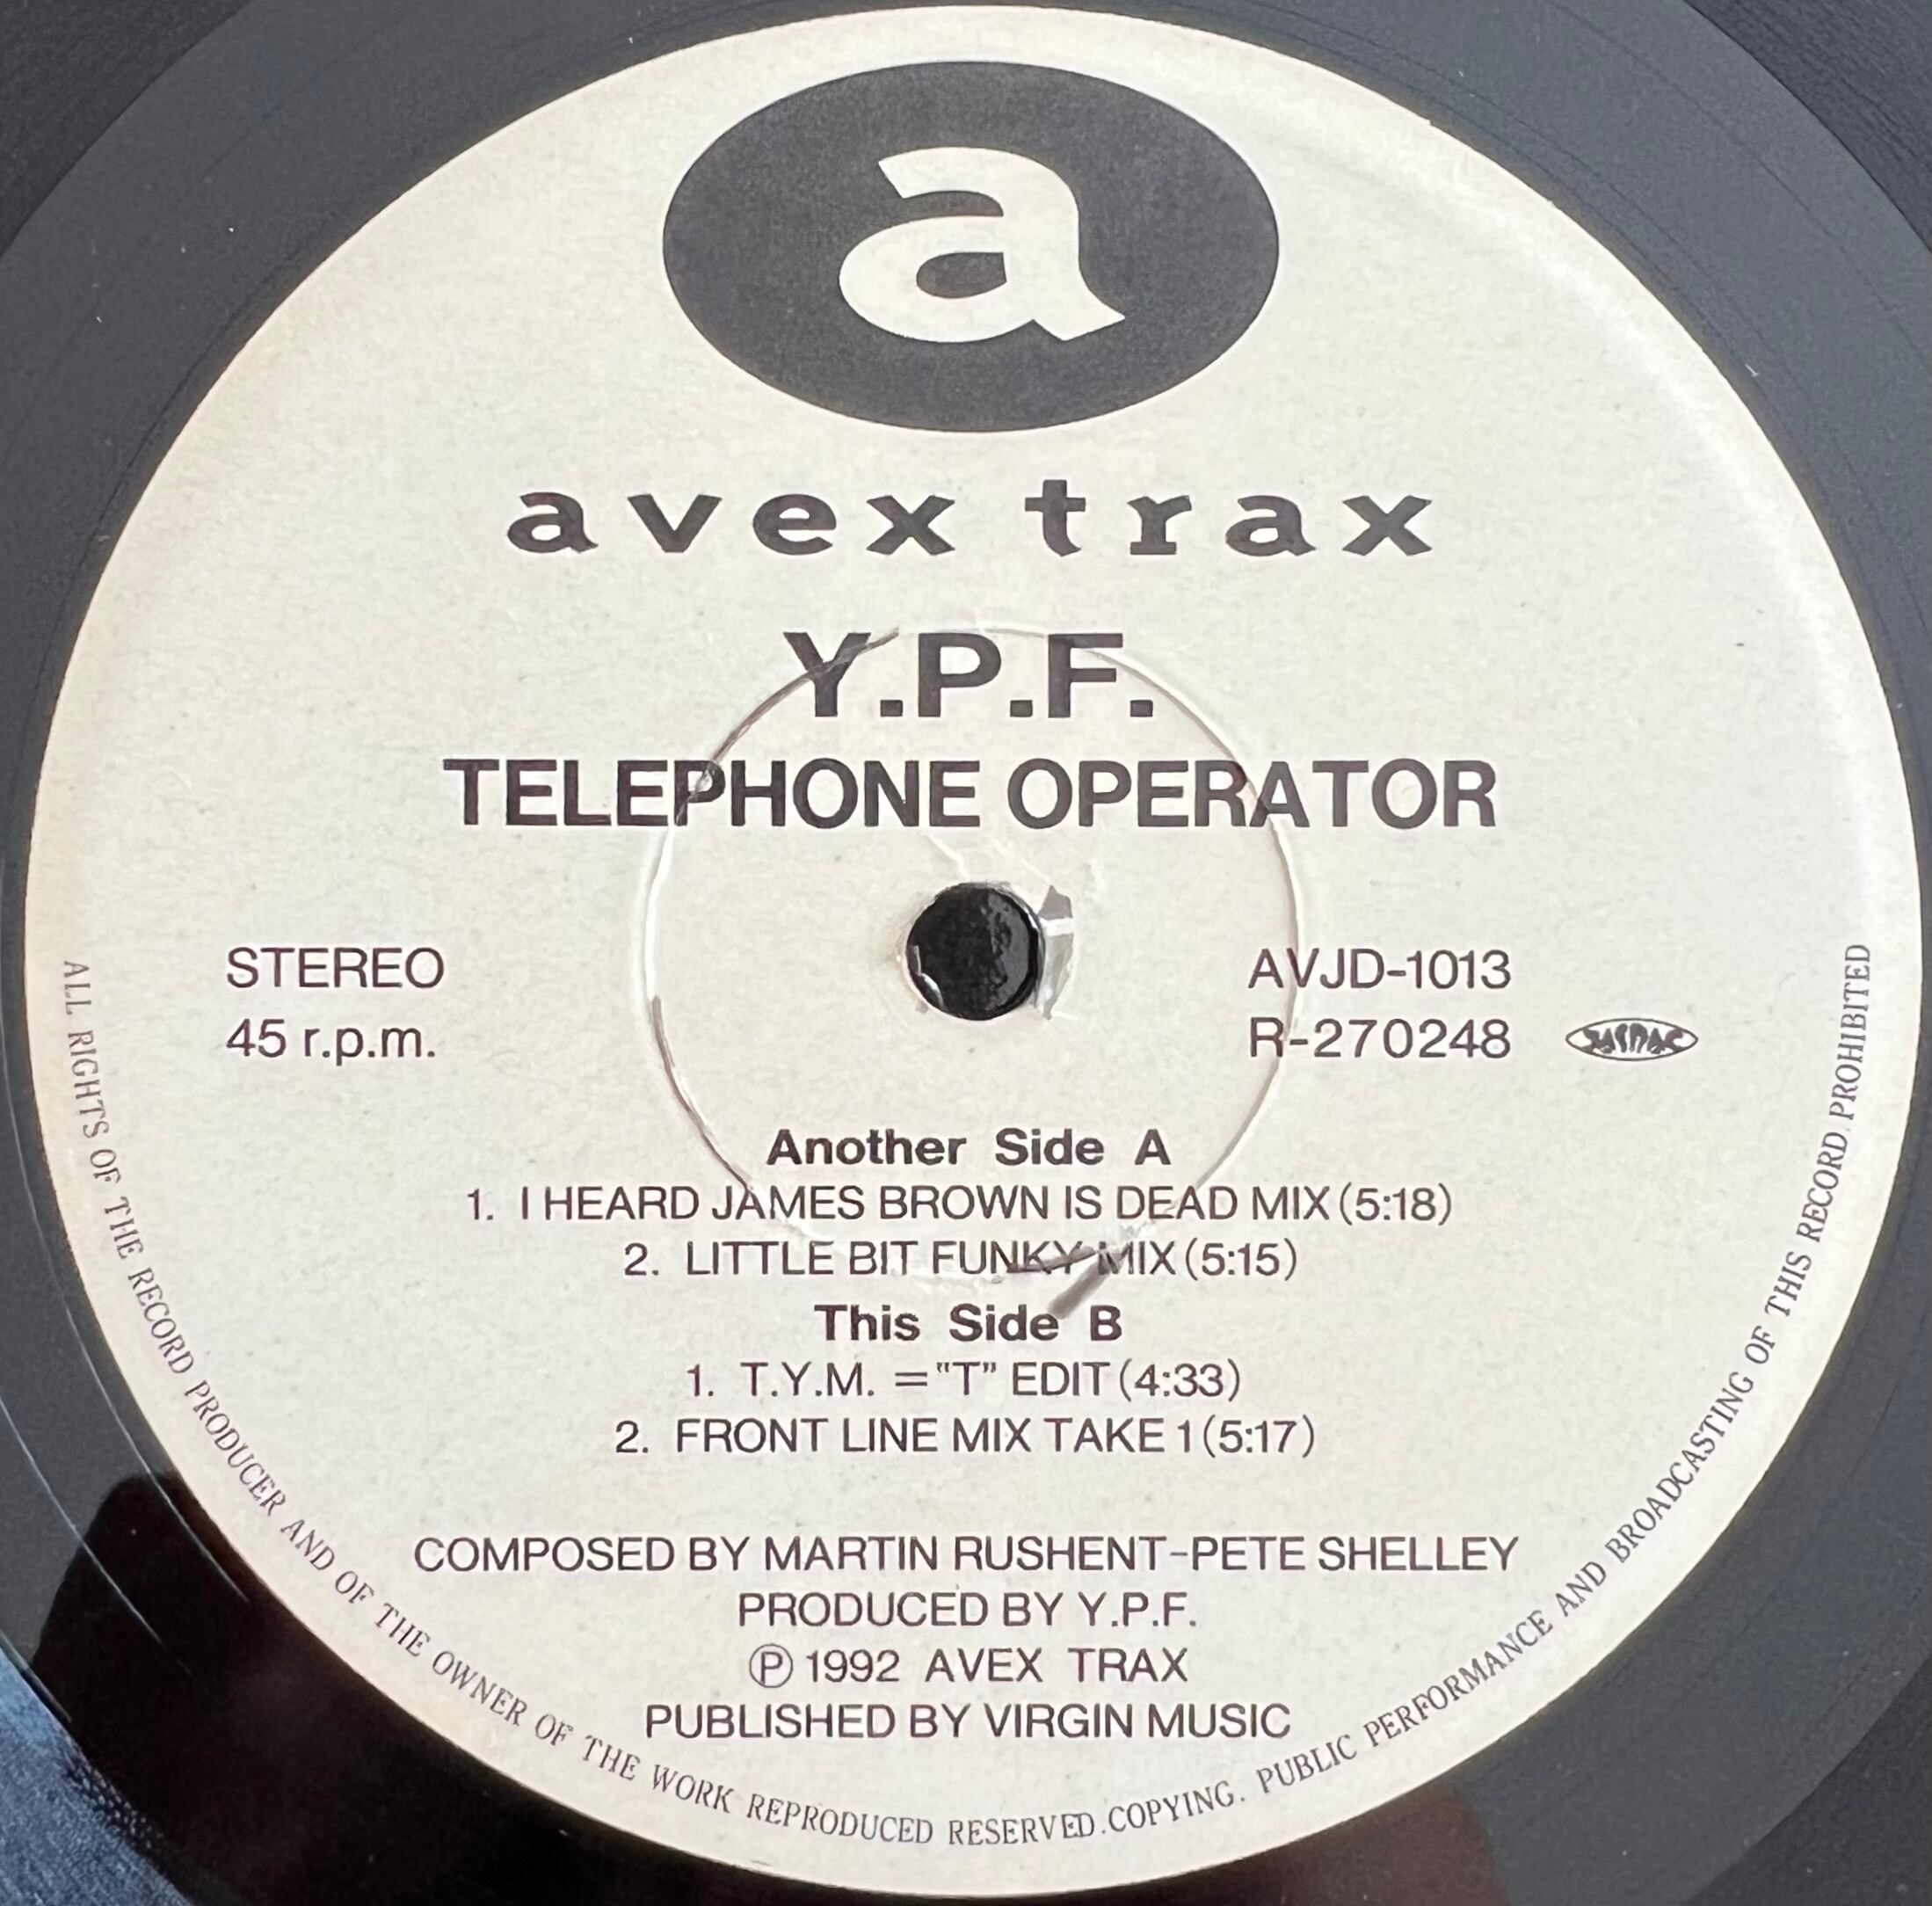 a
avex trax
Y.P.F.
TELEPHONE OPERATOR
STEREO
45 r.p.m.
AVJD-1013
R-270248
JASRAC
Another Side A
1. I HEARD JAMES BROWN IS DEAD MIX (5:18)
2. LITTLE BIT FUNKY MIX (5:15)
This Side B
1. T.Y.M. = "T" EDIT (4:33)
2. FRONT LINE MIX TAKE 1 (5:17)
COMPOSED BY MARTIN RUSHENT-PETE SHELLEY
PRODUCED BY Y.P.F.
Ⓟ 1992 AVEX TRAX
PUBLISHED BY VIRGIN MUSIC
ALL RIGHTS OF THE RECORD PRODUCER AND OF THE OWNER OF THE WORK REPRODUCED RESERVED. COPYING. PUBLIC PERFORMANCE AND BROADCASTING OF THIS RECORD PROHIBITED